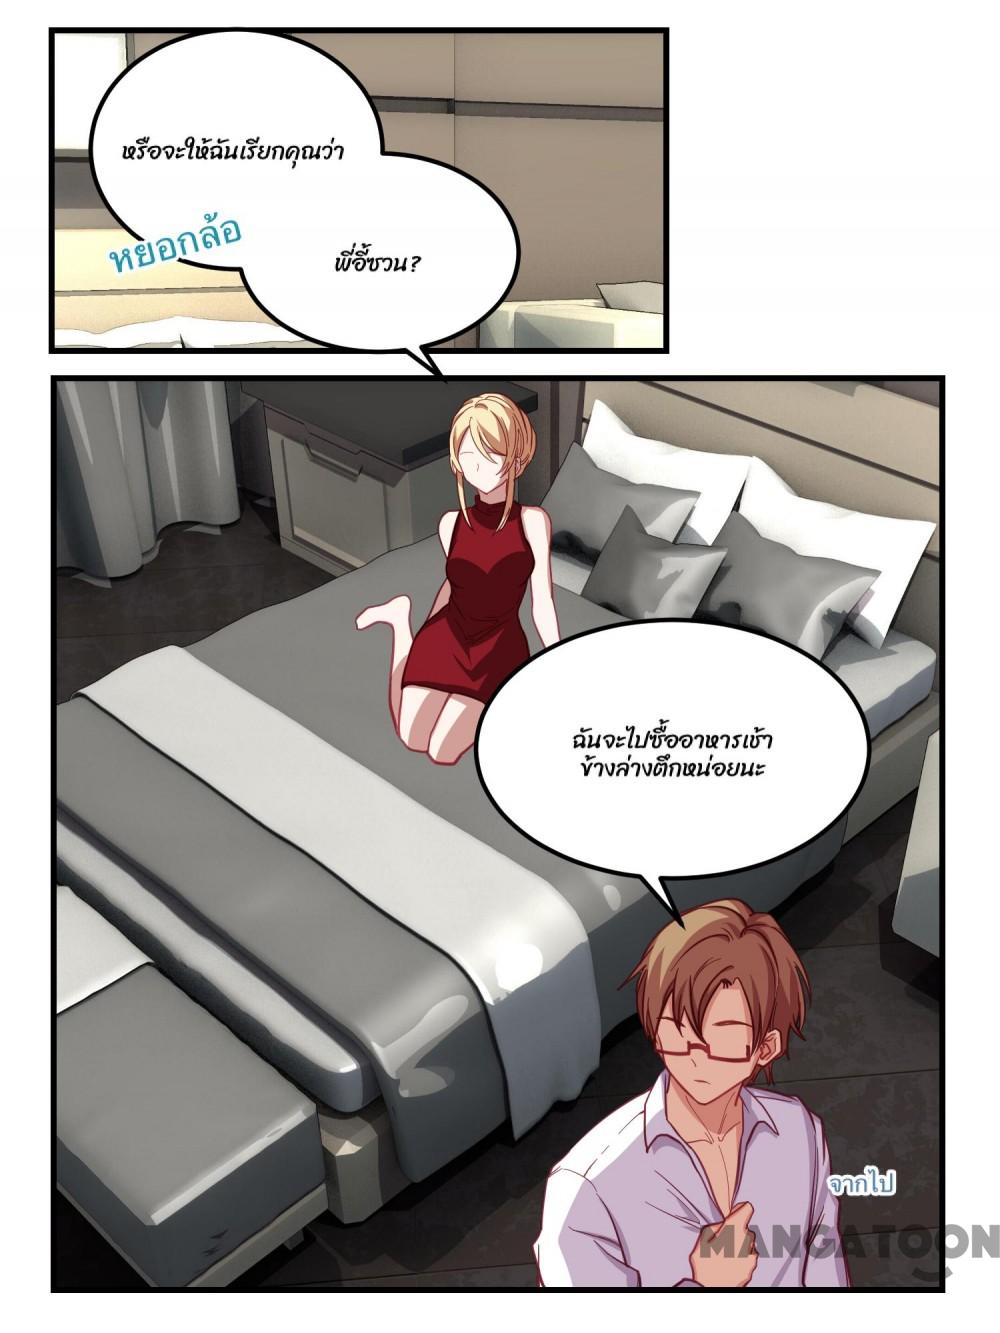 หรือจะให้ฉันเรียกคุณว่า
หยอกล้อ
พี่อี้ซวน?
ฉันจะไปซื้ออาหารเช้า
ข้างล่างตึกหน่อยนะ
จากไป
MANGATOON